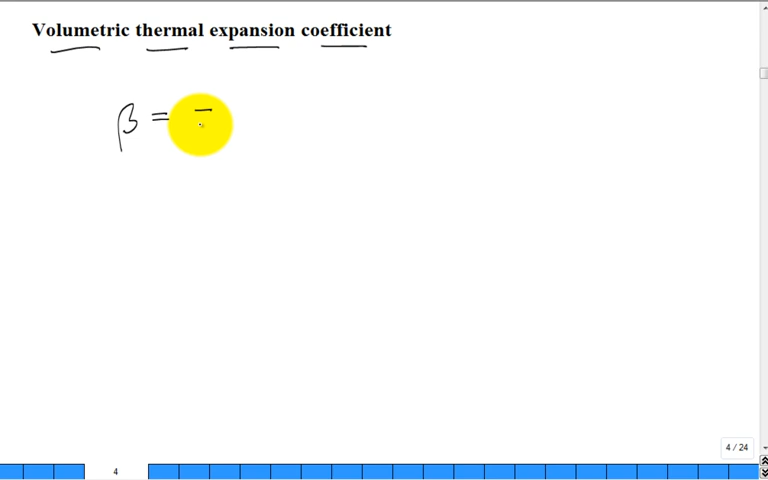 Volumetric thermal expansion coefficient
β = -
4 / 24
4